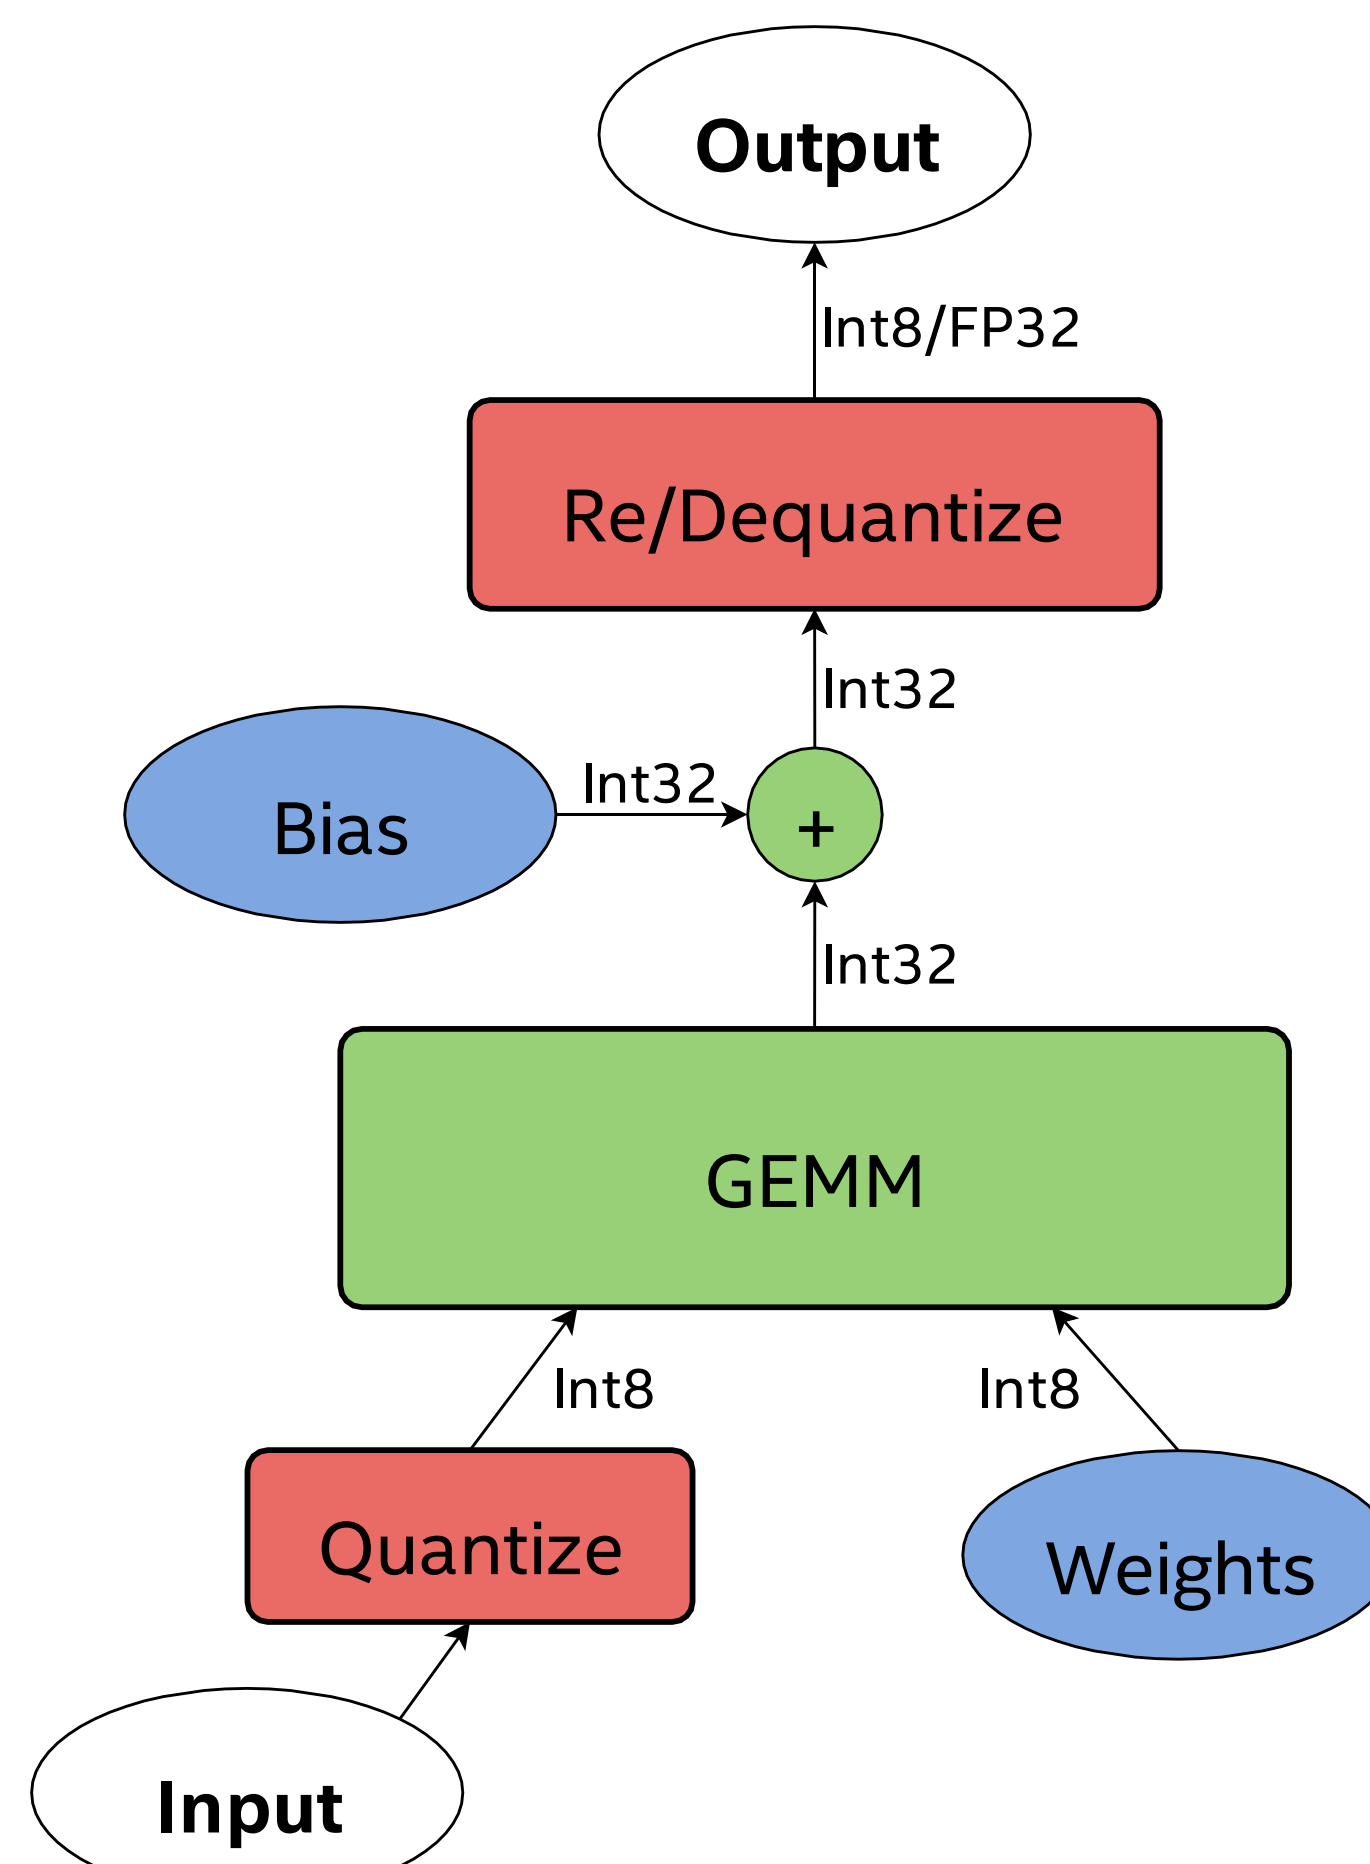 Output
Int8/FP32
Re/Dequantize
Int32
Bias
Int32
+
Int32
GEMM
Int8
Int8
Quantize
Weights
Input